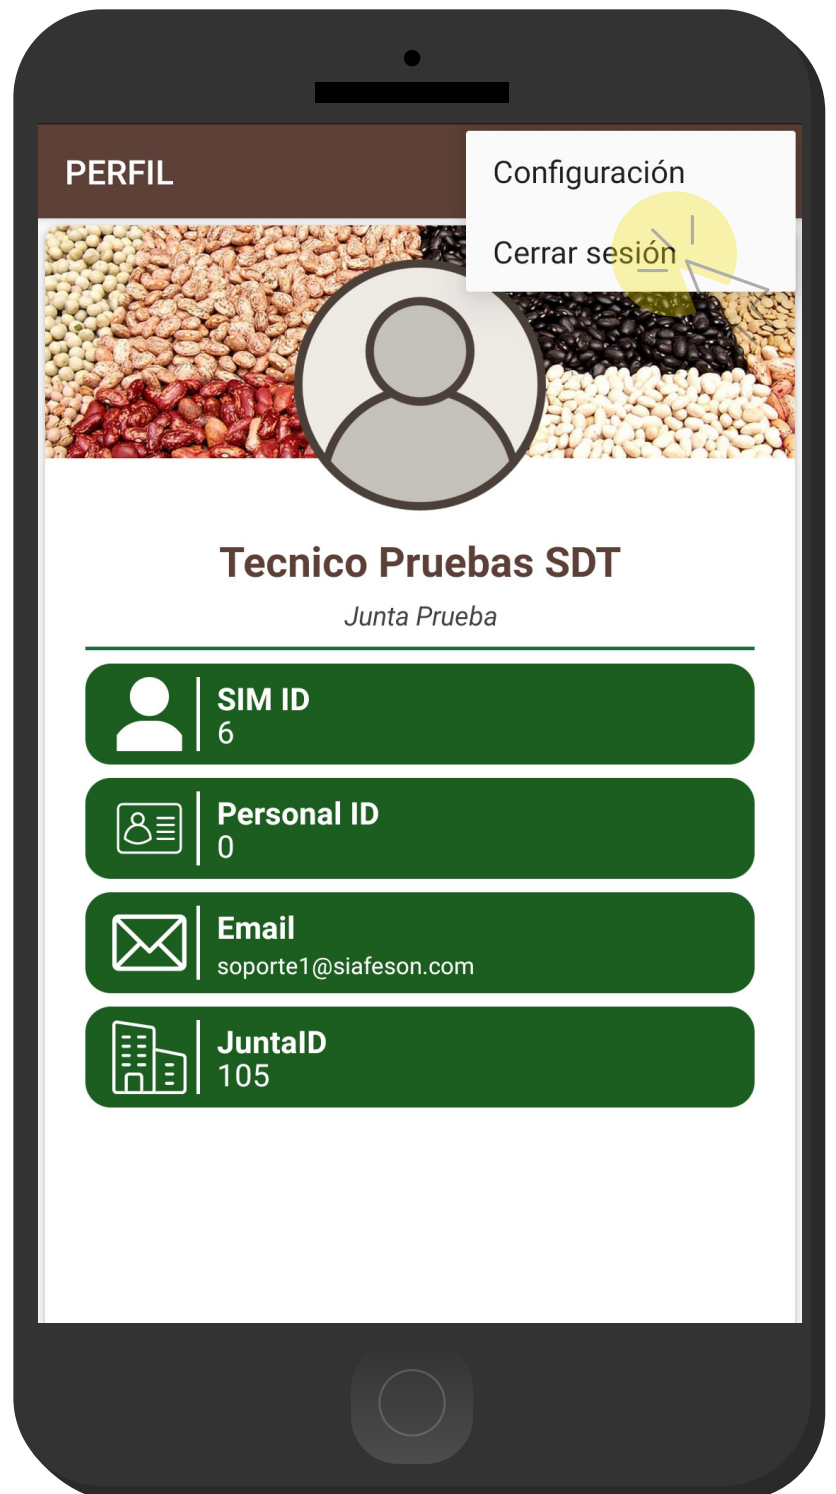 PERFIL
Configuración
Cerrar sesión
Tecnico Pruebas SDT
Junta Prueba
SIM ID
6
Personal ID
0
Email
soporte1@siafeson.com
JuntaID
105